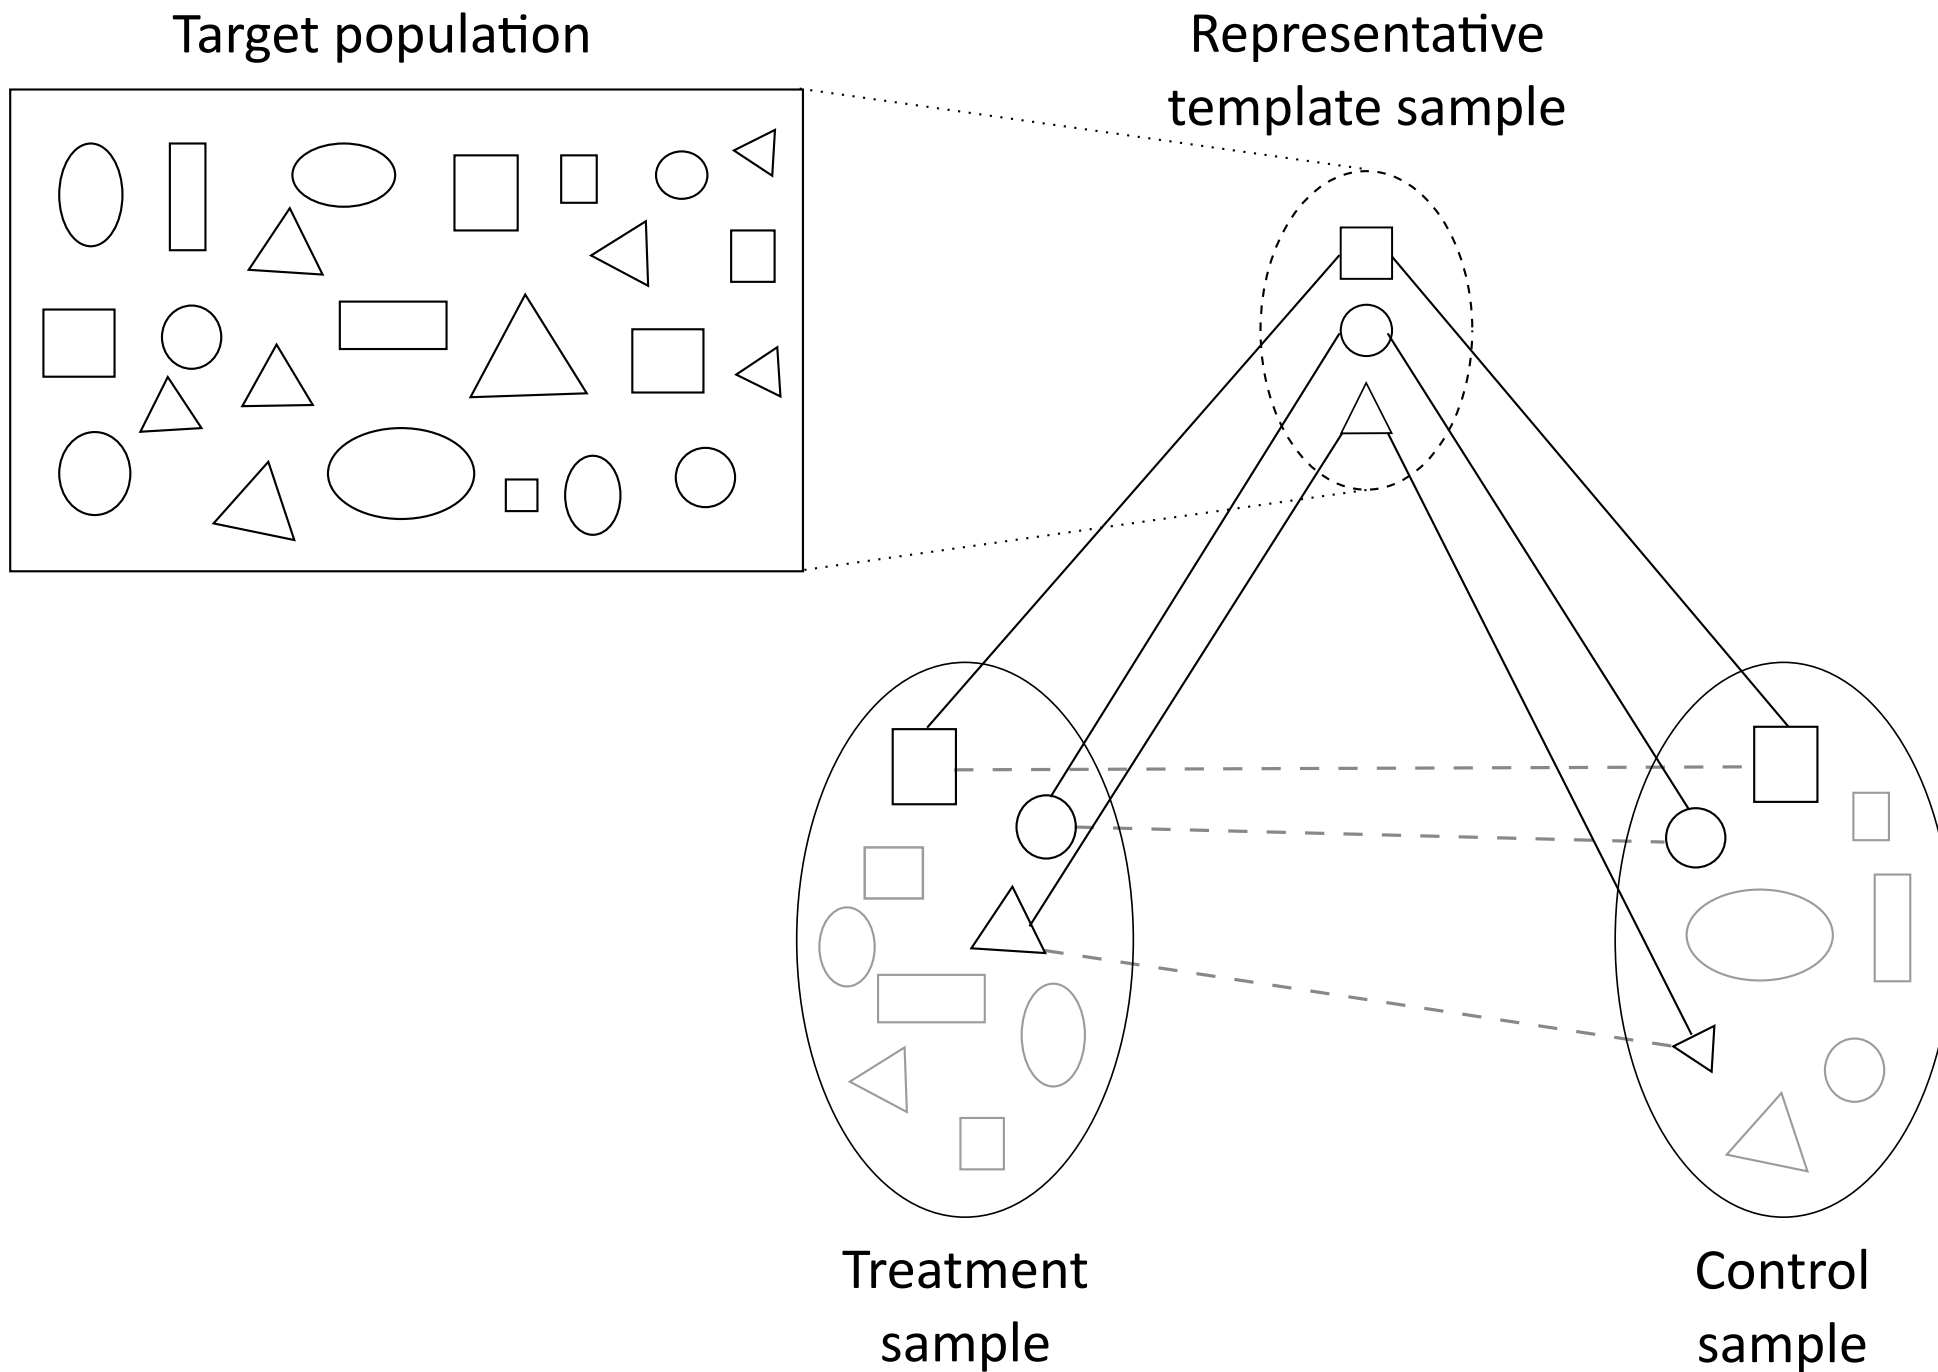 Target population
Representative
template sample
Treatment
sample
Control
sample